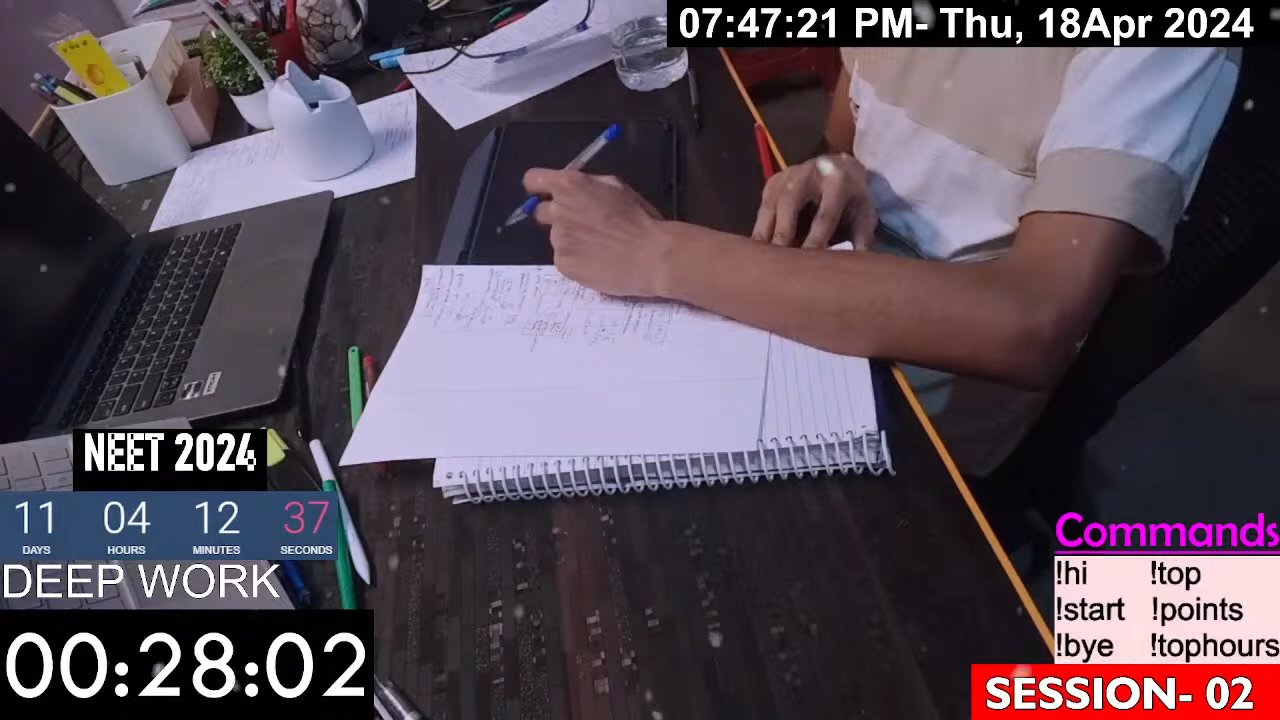 07:47:21 PM- Thu, 18Apr 2024
NEET 2024
11 04 12 37
DAYS HOURS MINUTES SECONDS
DEEP WORK
00:28:02
Commands
!hi !top
!start !points
!bye !tophours
SESSION- 02